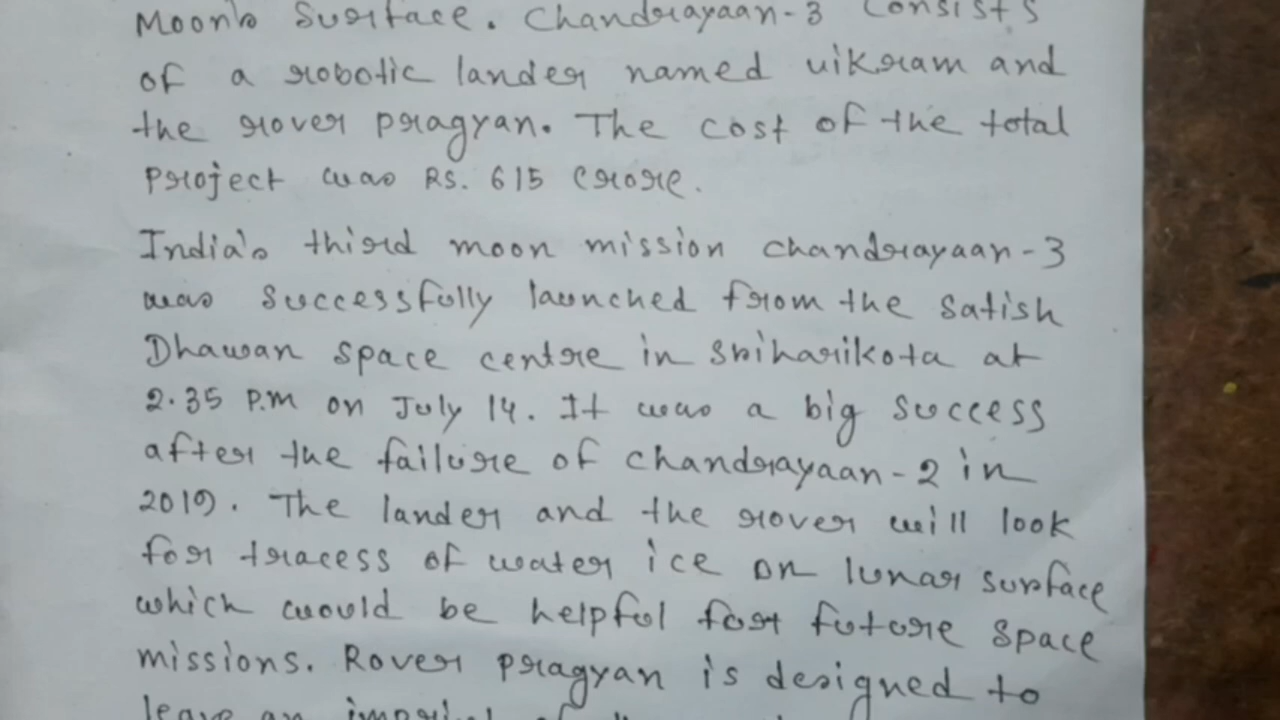 Moon's Surface. Chandrayaan-3 consists
of a robotic lander named vikram and
the rover pragyan. The cost of the total
project was Rs. 615 crore.
India's third moon mission chandrayaan-3
was successfully launched from the Satish
Dhawan space centre in Sriharikota at
2.35 P.M on July 14. It was a big success
after the failure of chandrayaan-2 in
2019. The lander and the rover will look
for tracess of water ice on lunar surface
which would be helpful for future space
missions. Rover pragyan is designed to
leave an imprint of